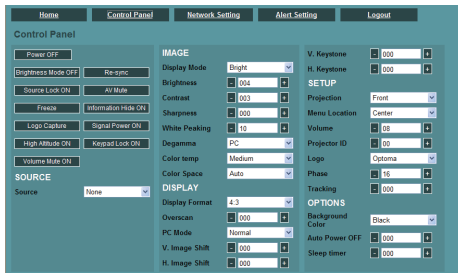 Home Control Panel Network Setting Alert Setting Logout
Control Panel
Power OFF
Brightness Mode OFF Re-sync
Source Lock ON AV Mute
Freeze Information Hide ON
Logo Capture Signal Power ON
High Altitude ON Keypad Lock ON
Volume Mute ON
SOURCE
Source None
IMAGE
Display Mode Bright
Brightness - 004 +
Contrast - 003 +
Sharpness - 000 +
White Peaking - 10 +
Degamma PC
Color temp Medium
Color Space Auto
DISPLAY
Display Format 4:3
Overscan - 000 +
PC Mode Normal
V. Image Shift - 000 +
H. Image Shift - 000 +
V. Keystone - 000 +
H. Keystone - 000 +
SETUP
Projection Front
Menu Location Center
Volume - 08 +
Projector ID - 00 +
Logo Optoma
Phase - 16 +
Tracking - 000 +
OPTIONS
Background
Color Black
Auto Power OFF - 000 +
Sleep timer - 000 +